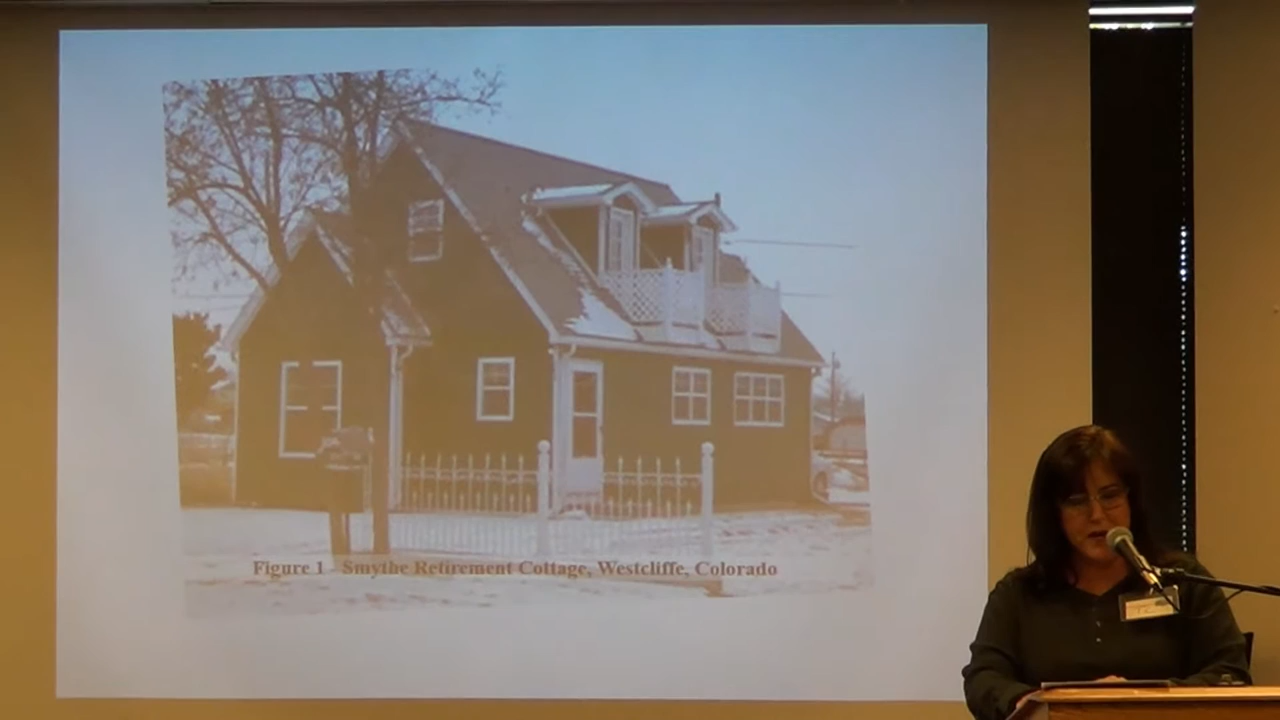 Figure 1 - Smythe Retirement Cottage, Westcliffe, Colorado